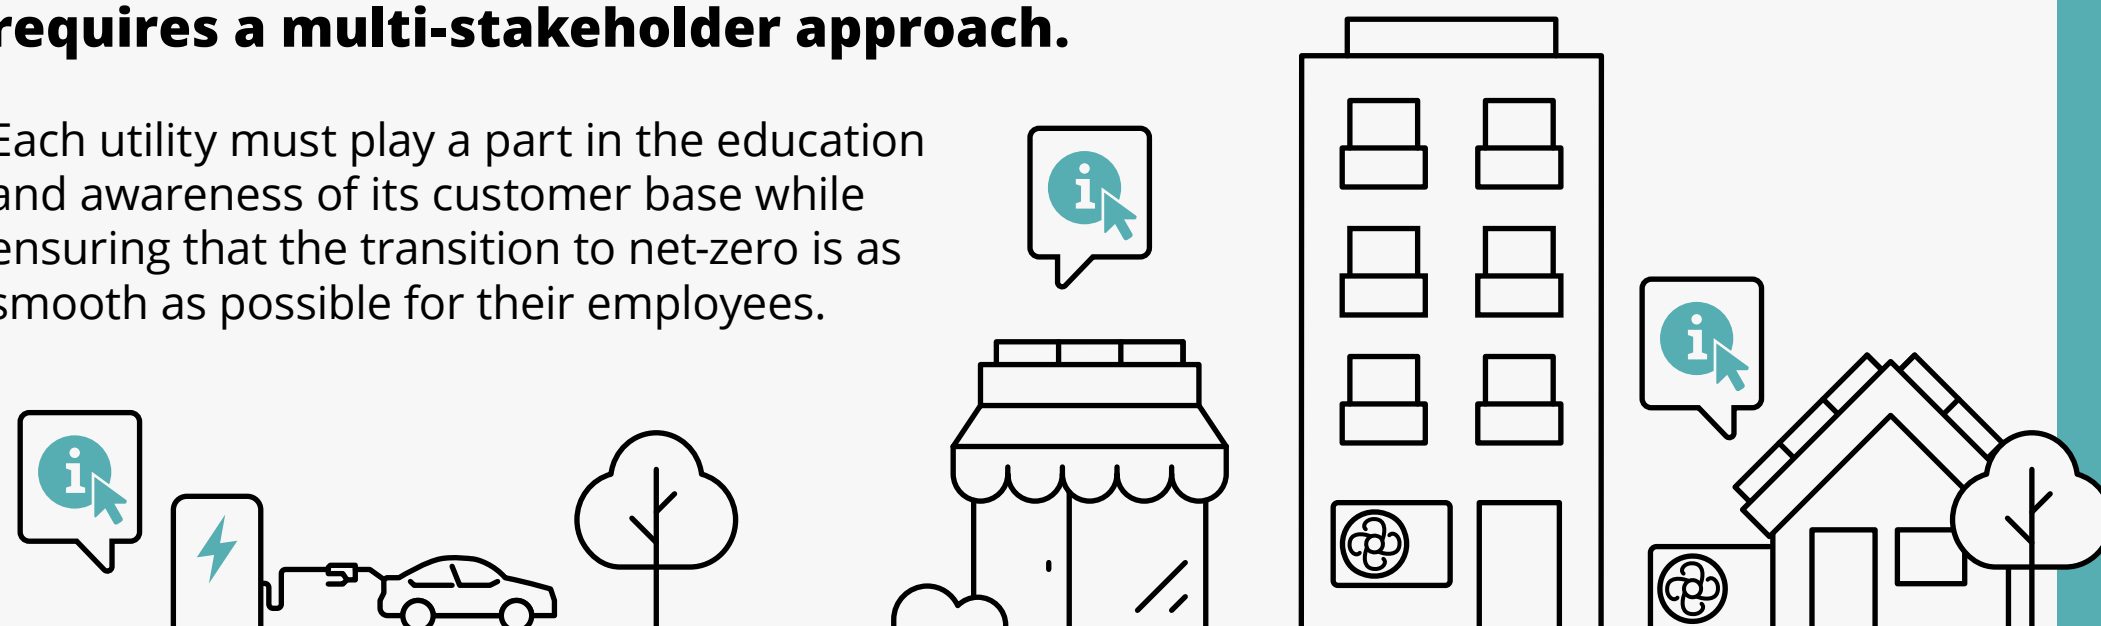 requires a multi-stakeholder approach.
Each utility must play a part in the education
and awareness of its customer base while
ensuring that the transition to net-zero is as
smooth as possible for their employees.
i
i
i